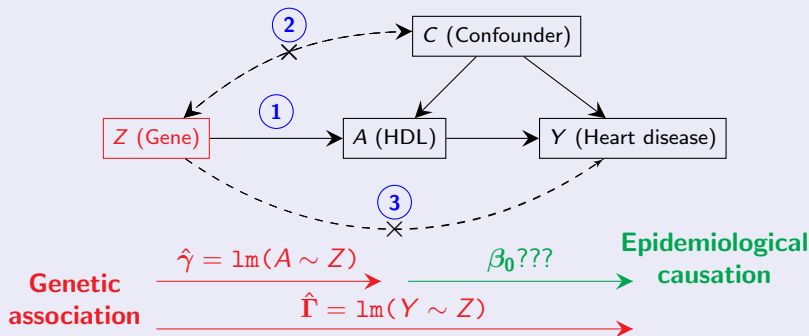 C (Confounder)
2
1
Z (Gene)
A (HDL)
Y (Heart disease)
3
Genetic
association
γ̂ = lm(A ∼ Z)
β₀???
Γ̂ = lm(Y ∼ Z)
Epidemiological
causation